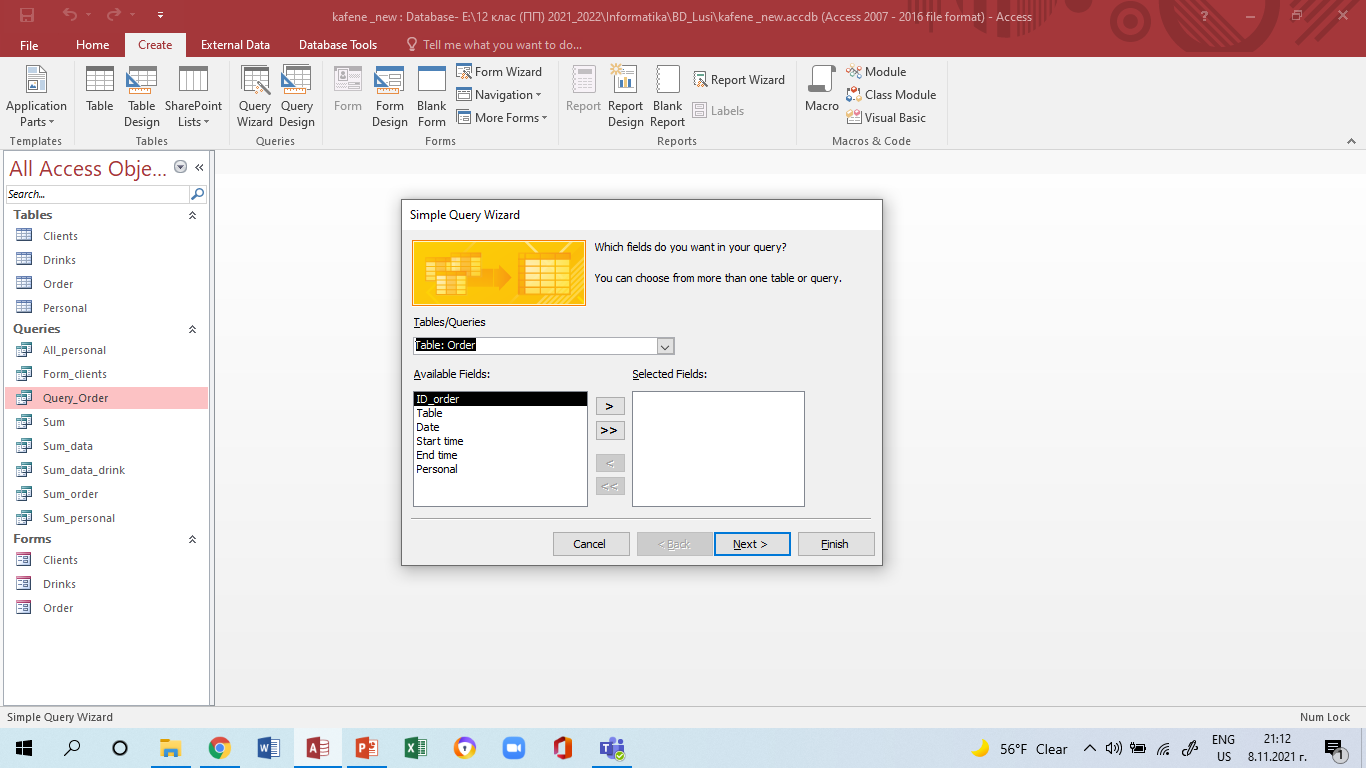 kafene _new : Database- E:\12 клас (ПП) 2021_2022\Informatika\BD_Lusi\kafene _new.accdb (Access 2007 - 2016 file format) - Access
File Home Create External Data Database Tools Tell me what you want to do...
Application Parts
Templates
Table
Table Design
SharePoint Lists
Tables
Query Wizard
Query Design
Queries
Form
Form Design
Blank Form
Form Wizard
Navigation
More Forms
Forms
Report
Report Design
Blank Report
Report Wizard
Labels
Reports
Macro
Module
Class Module
Visual Basic
Macros & Code
All Access Obje...
Search...
Tables
Clients
Drinks
Order
Personal
Queries
All_personal
Form_clients
Query_Order
Sum
Sum_data
Sum_data_drink
Sum_order
Sum_personal
Forms
Clients
Drinks
Order
Simple Query Wizard
Which fields do you want in your query?
You can choose from more than one table or query.
Tables/Queries
Table: Order
Available Fields:
ID_order
Table
Date
Start time
End time
Personal
>
>>
<
<<
Selected Fields:
Cancel < Back Next > Finish
Simple Query Wizard Num Lock
56°F Clear
ENG
US
21:12
8.11.2021 г.
1